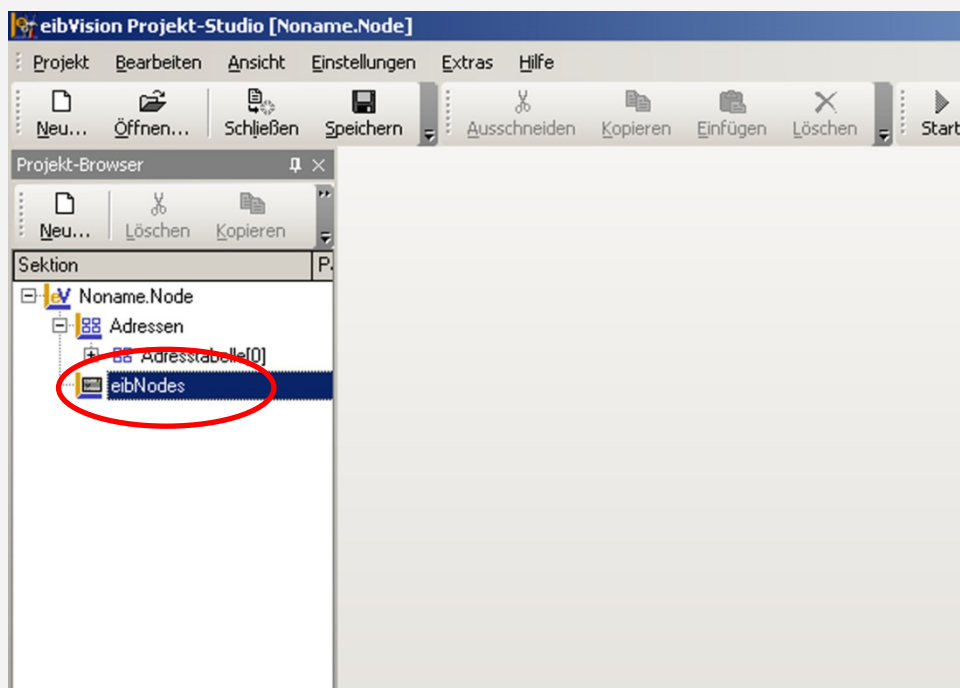 eibVision Projekt-Studio [Noname.Node]
Projekt Bearbeiten Ansicht Einstellungen Extras Hilfe
Neu... Öffnen... Schließen Speichern Ausschneiden Kopieren Einfügen Löschen Start
Projekt-Browser
Neu... Löschen Kopieren
Sektion
Noname.Node
Adressen
Adresstabelle[0]
eibNodes